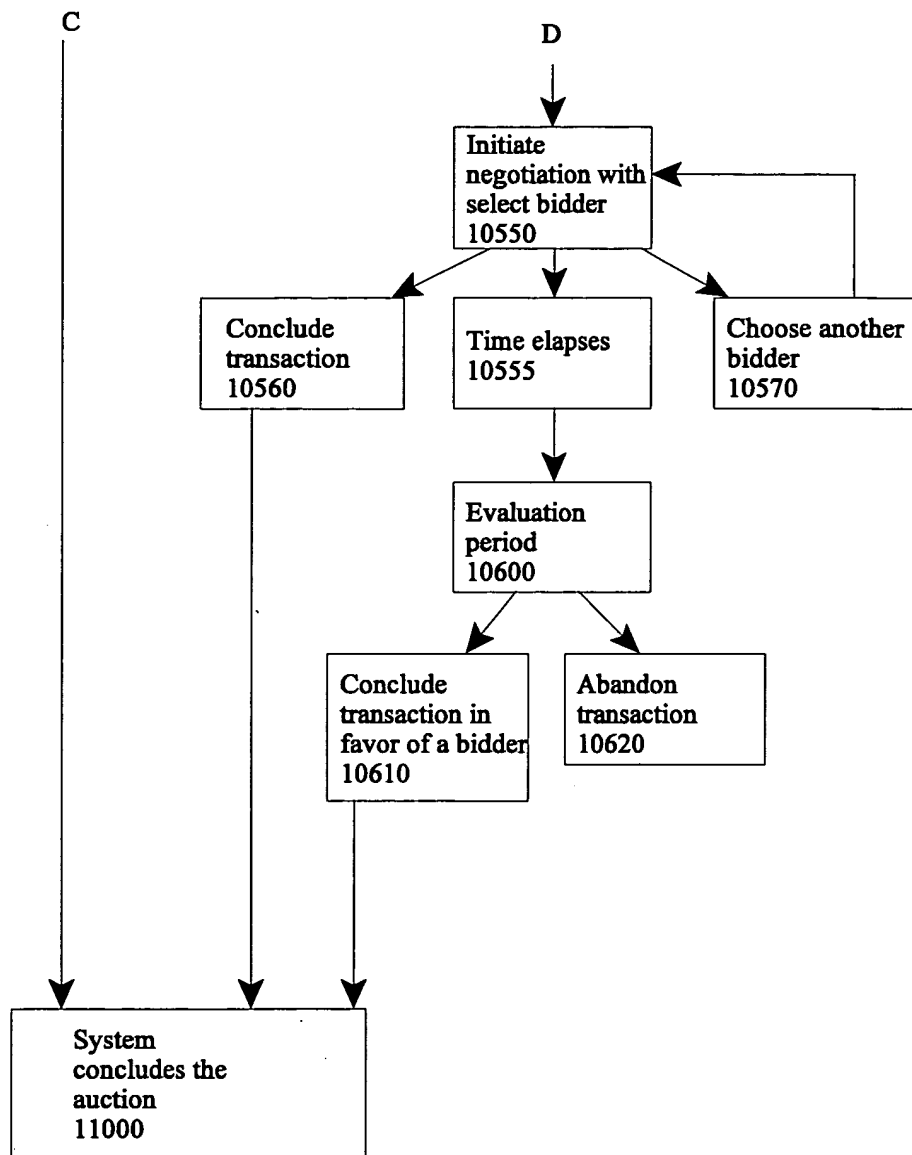 C
D
Initiate
negotiation with
select bidder
10550
Conclude
transaction
10560
Time elapses
10555
Choose another
bidder
10570
Evaluation
period
10600
Conclude
transaction in
favor of a bidder
10610
Abandon
transaction
10620
System
concludes the
auction
11000